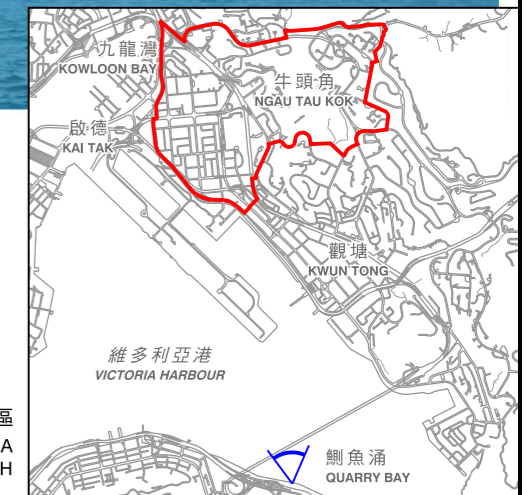 九龍灣
KOWLOON BAY
牛頭角
NGAU TAU KOK
啟德
KAI TAK
觀塘
KWUN TONG
維多利亞港
VICTORIA HARBOUR
區
A
H
鰂魚涌
QUARRY BAY